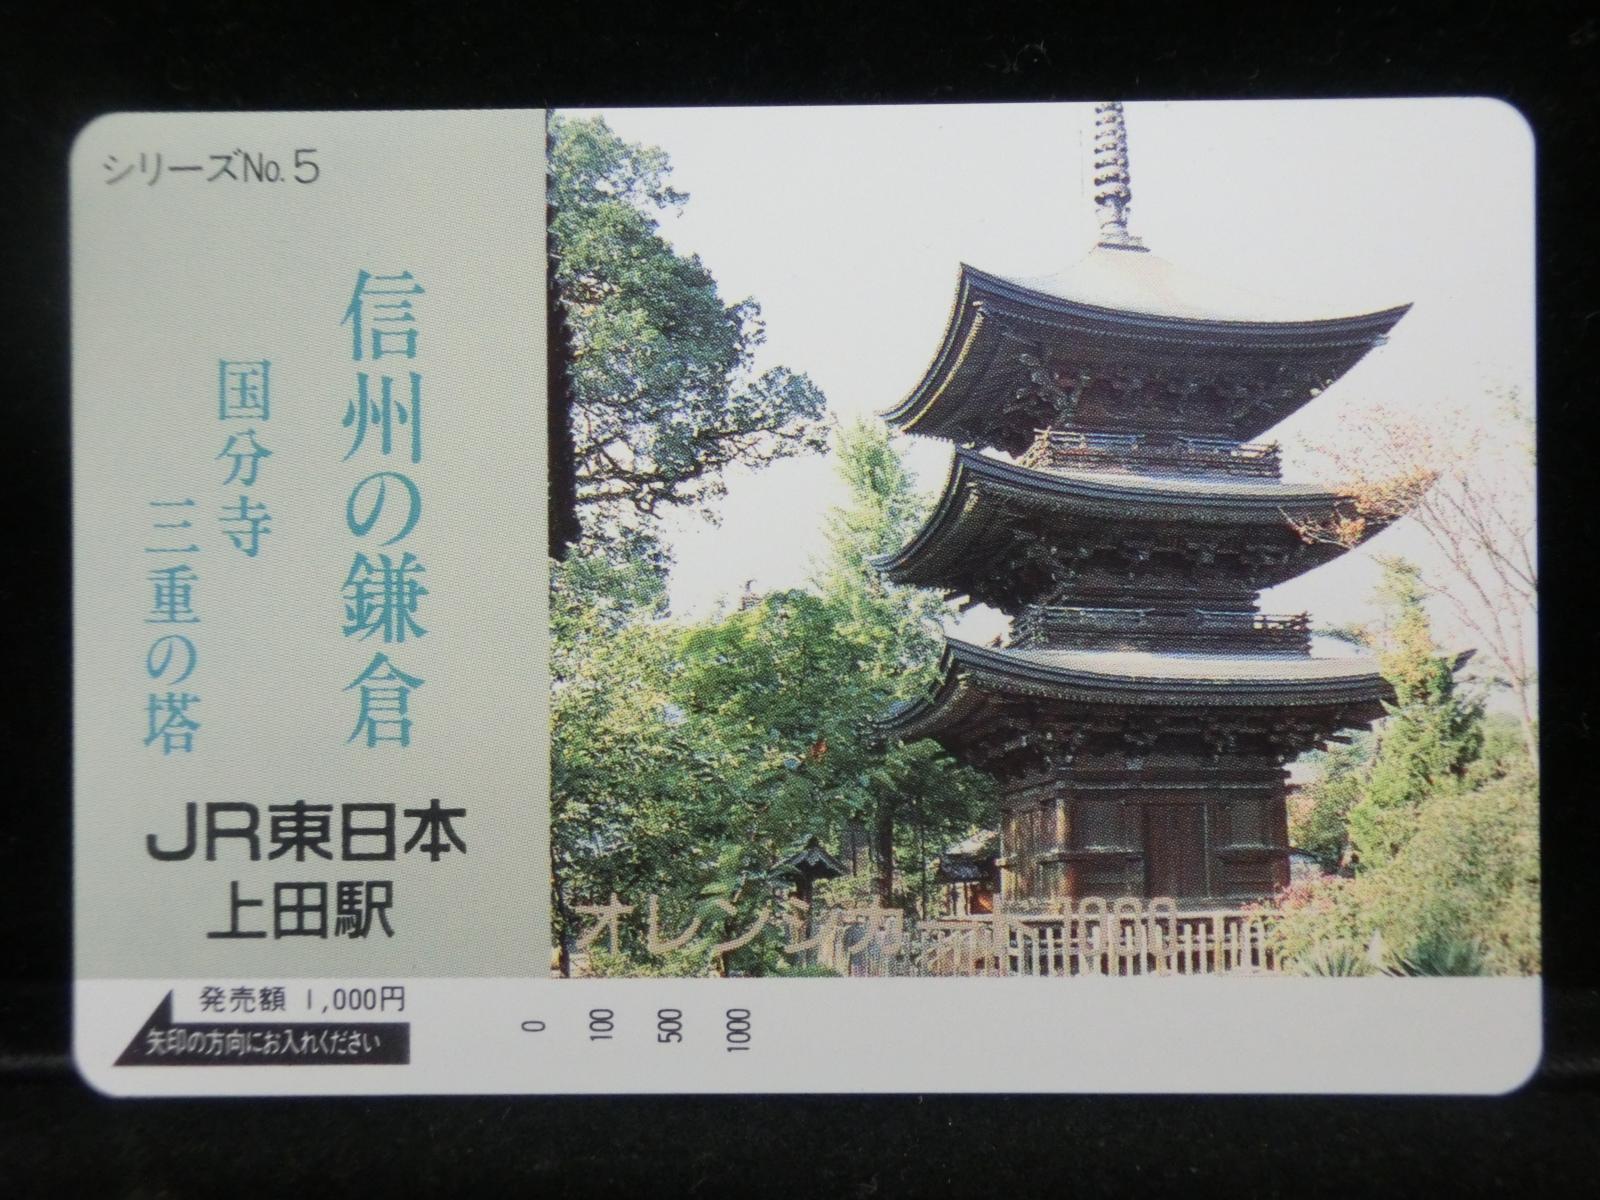 シリーズNo.5
信州の鎌倉
国分寺
三重の塔
JR東日本
上田駅
オレンジカード1000
発売額 1,000円
矢印の方向にお入れください
0 100 500 1000